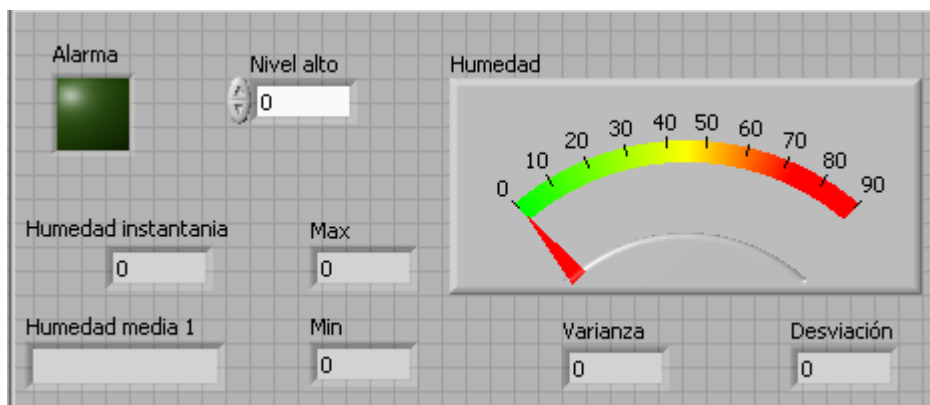 Alarma
Nivel alto
0
Humedad
0 10 20 30 40 50 60 70 80 90
Humedad instantania
0
Max
0
Humedad media 1
Min
0
Varianza
0
Desviación
0